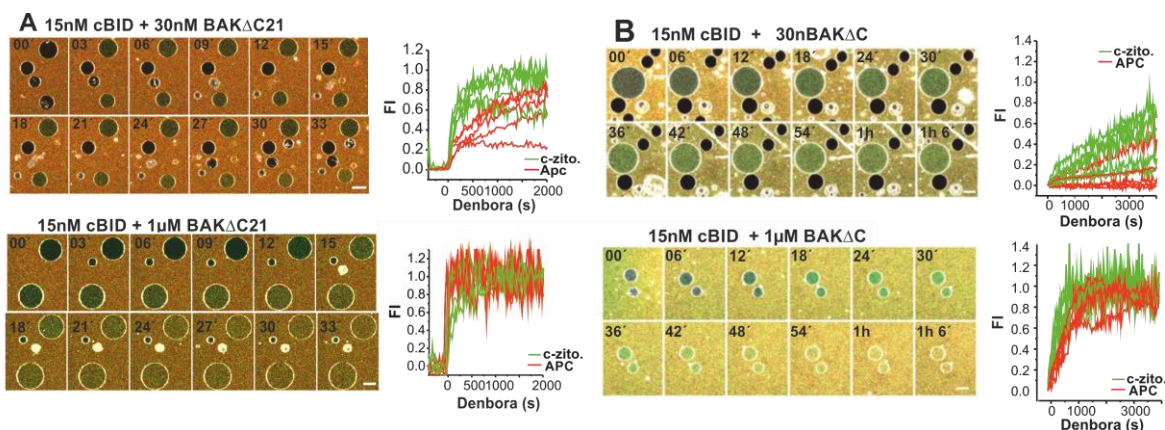 A
15nM cBID + 30nM BAKΔC21
00´ 03´ 06´ 09´ 12´ 15´
18´ 21´ 24´ 27´ 30´ 33´
FI
1.2
1.0
0.8
0.6
0.4
0.2
0.0
c-zito.
Apc
0 500 1000 2000
Denbora (s)
15nM cBID + 1µM BAKΔC21
00´ 03´ 06´ 09´ 12´ 15´
18´ 21´ 24´ 27´ 30´ 33´
FI
1.2
1.0
0.8
0.6
0.4
0.2
0.0
c-zito.
APC
0 500 1000 2000
Denbora (s)
B
15nM cBID + 30nBAKΔC
00´ 06´ 12´ 18´ 24´ 30´
36´ 42´ 48´ 54´ 1h 1h 6´
FI
1.4
1.2
1.0
0.8
0.6
0.4
0.2
0.0
c-zito.
APC
0 1000 3000
Denbora (s)
15nM cBID + 1µM BAKΔC
00´ 06´ 12´ 18´ 24´ 30´
36´ 42´ 48´ 54´ 1h 1h 6´
FI
1.4
1.2
1.0
0.8
0.6
0.4
0.2
0.0
c-zito.
APC
0 1000 3000
Denbora (s)